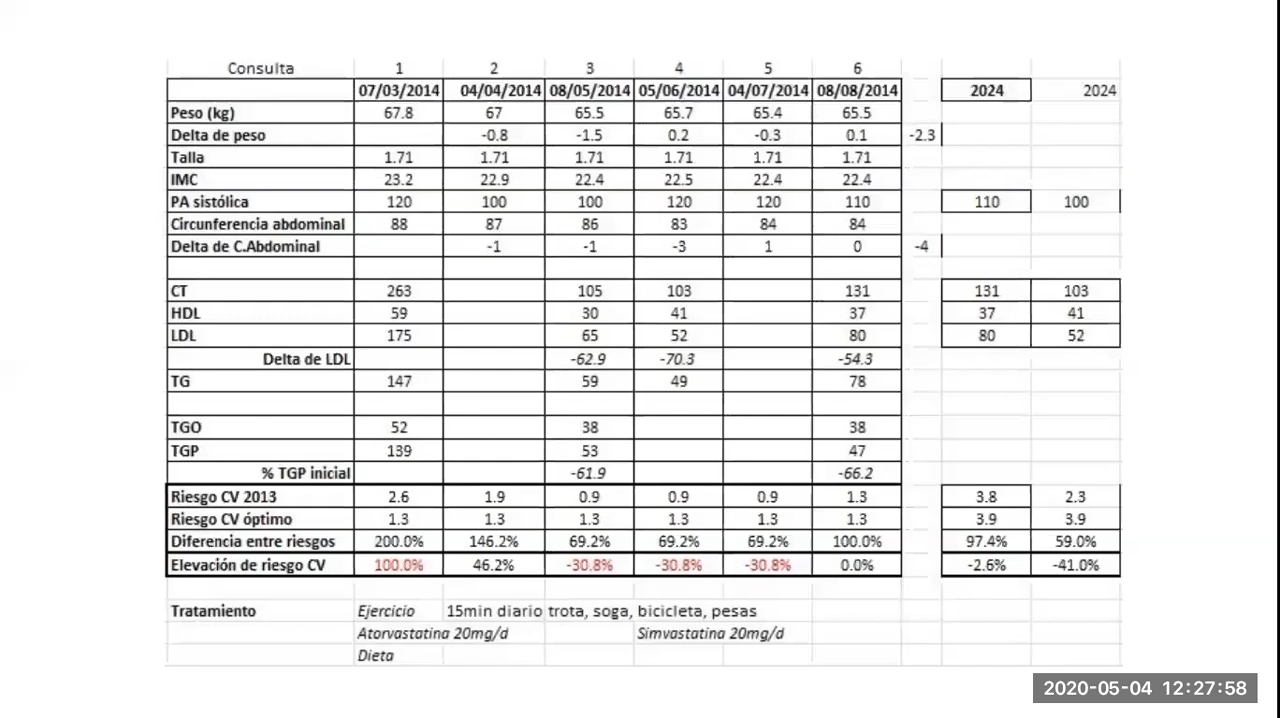 Consulta 1 2 3 4 5 6
07/03/2014 04/04/2014 08/05/2014 05/06/2014 04/07/2014 08/08/2014 2024 2024
Peso (kg) 67.8 67 65.5 65.7 65.4 65.5
Delta de peso -0.8 -1.5 0.2 -0.3 0.1 -2.3
Talla 1.71 1.71 1.71 1.71 1.71 1.71
IMC 23.2 22.9 22.4 22.5 22.4 22.4
PA sistólica 120 100 100 120 120 110 110 100
Circunferencia abdominal 88 87 86 83 84 84
Delta de C.Abdominal -1 -1 -3 1 0 -4
CT 263 105 103 131 131 103
HDL 59 30 41 37 37 41
LDL 175 65 52 80 80 52
Delta de LDL -62.9 -70.3 -54.3
TG 147 59 49 78
TGO 52 38 38
TGP 139 53 47
% TGP inicial -61.9 -66.2
Riesgo CV 2013 2.6 1.9 0.9 0.9 0.9 1.3 3.8 2.3
Riesgo CV óptimo 1.3 1.3 1.3 1.3 1.3 1.3 3.9 3.9
Diferencia entre riesgos 200.0% 146.2% 69.2% 69.2% 69.2% 100.0% 97.4% 59.0%
Elevación de riesgo CV 100.0% 46.2% -30.8% -30.8% -30.8% 0.0% -2.6% -41.0%
Tratamiento Ejercicio 15min diario trota, soga, bicicleta, pesas
Atorvastatina 20mg/d Simvastatina 20mg/d
Dieta
2020-05-04 12:27:58